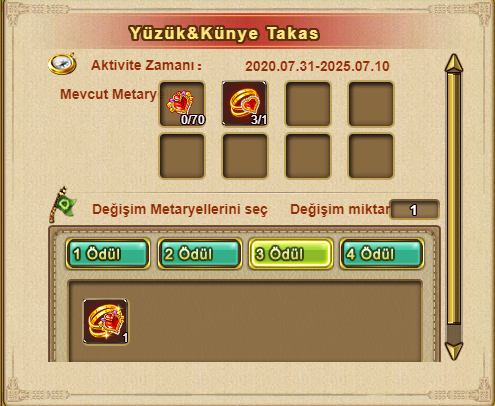 Yüzük&Künye Takas
Aktivite Zamanı : 2020.07.31-2025.07.10
Mevcut Metary
0/70 3/1
Değişim Metaryellerini seç Değişim miktar 1
1 Ödül 2 Ödül 3 Ödül 4 Ödül
1